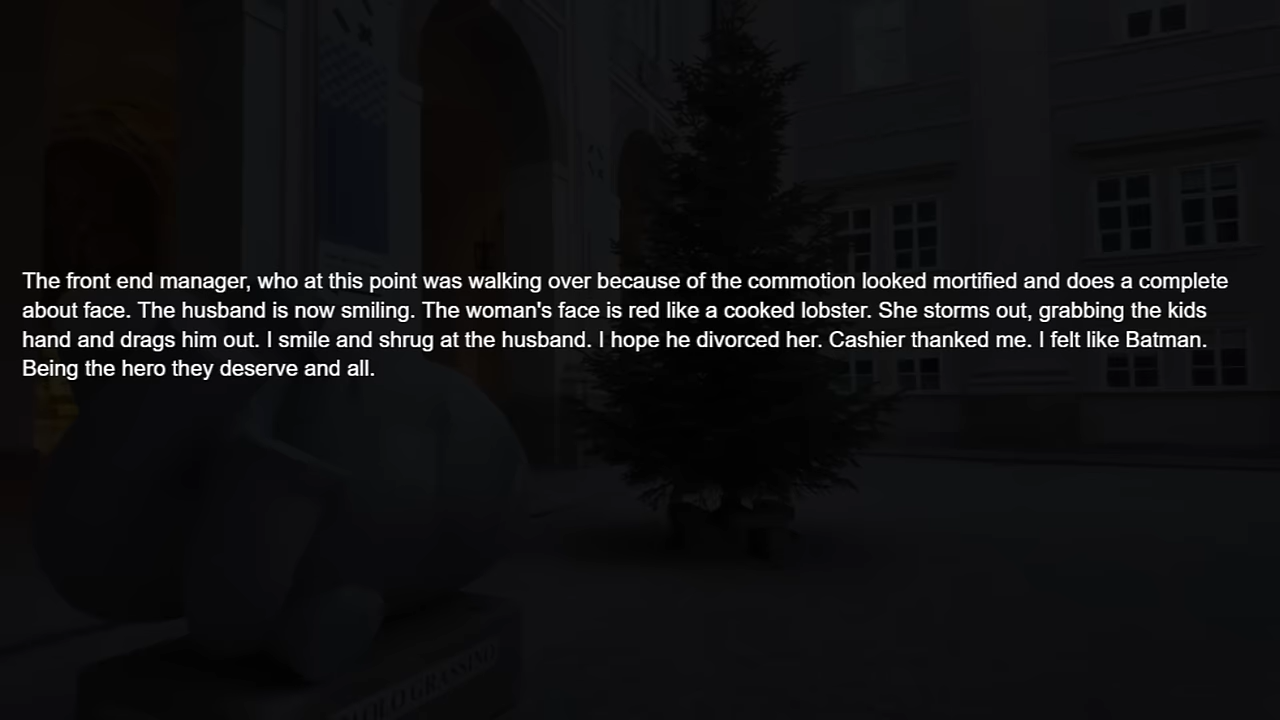 The front end manager, who at this point was walking over because of the commotion looked mortified and does a complete
about face. The husband is now smiling. The woman's face is red like a cooked lobster. She storms out, grabbing the kids
hand and drags him out. I smile and shrug at the husband. I hope he divorced her. Cashier thanked me. I felt like Batman.
Being the hero they deserve and all.